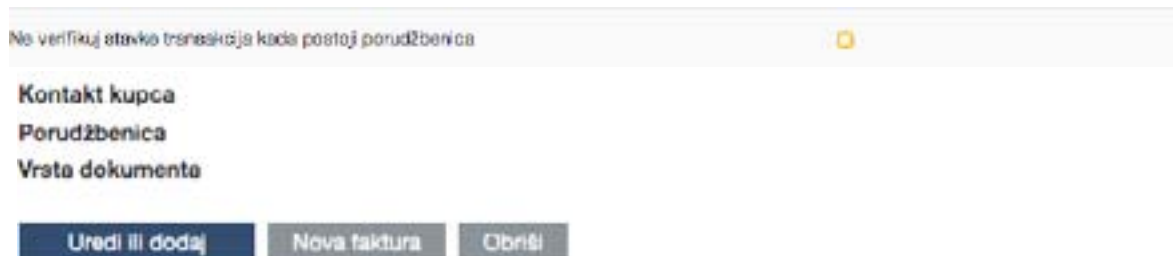 Ne verifikuj stavke transakcija kada postoji porudžbenica
Kontakt kupca
Porudžbenica
Vrsta dokumenta
Uredi ili dodaj
Nova faktura
Obriši